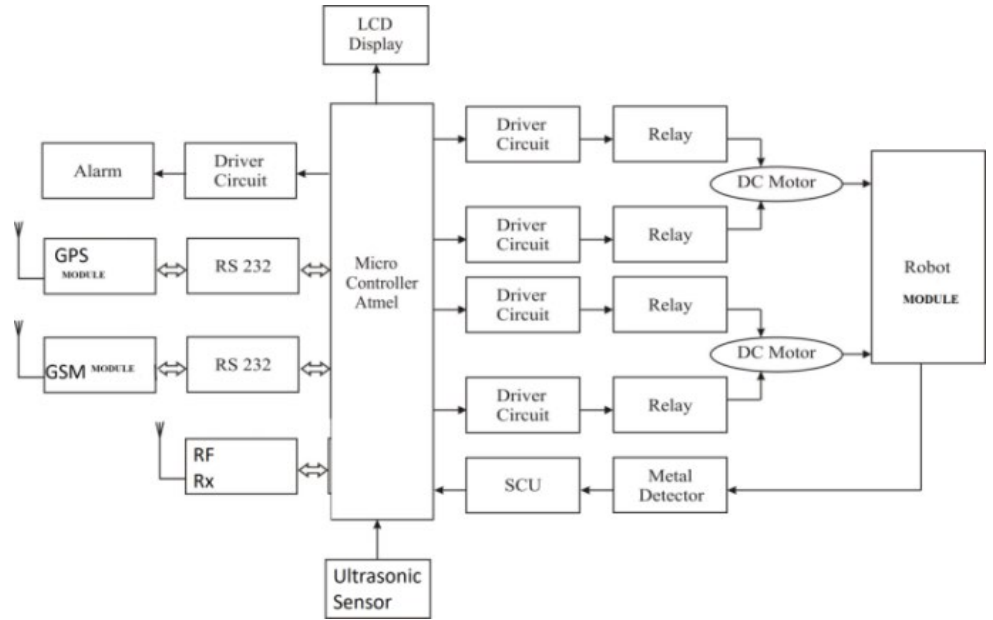 LCD
Display
Driver
Circuit
Relay
Alarm
Driver
Circuit
DC Motor
GPS
MODULE
RS 232
Micro
Controller
Atmel
Driver
Circuit
Relay
Robot
MODULE
Driver
Circuit
Relay
GSM MODULE
RS 232
DC Motor
Driver
Circuit
Relay
RF
Rx
SCU
Metal
Detector
Ultrasonic
Sensor